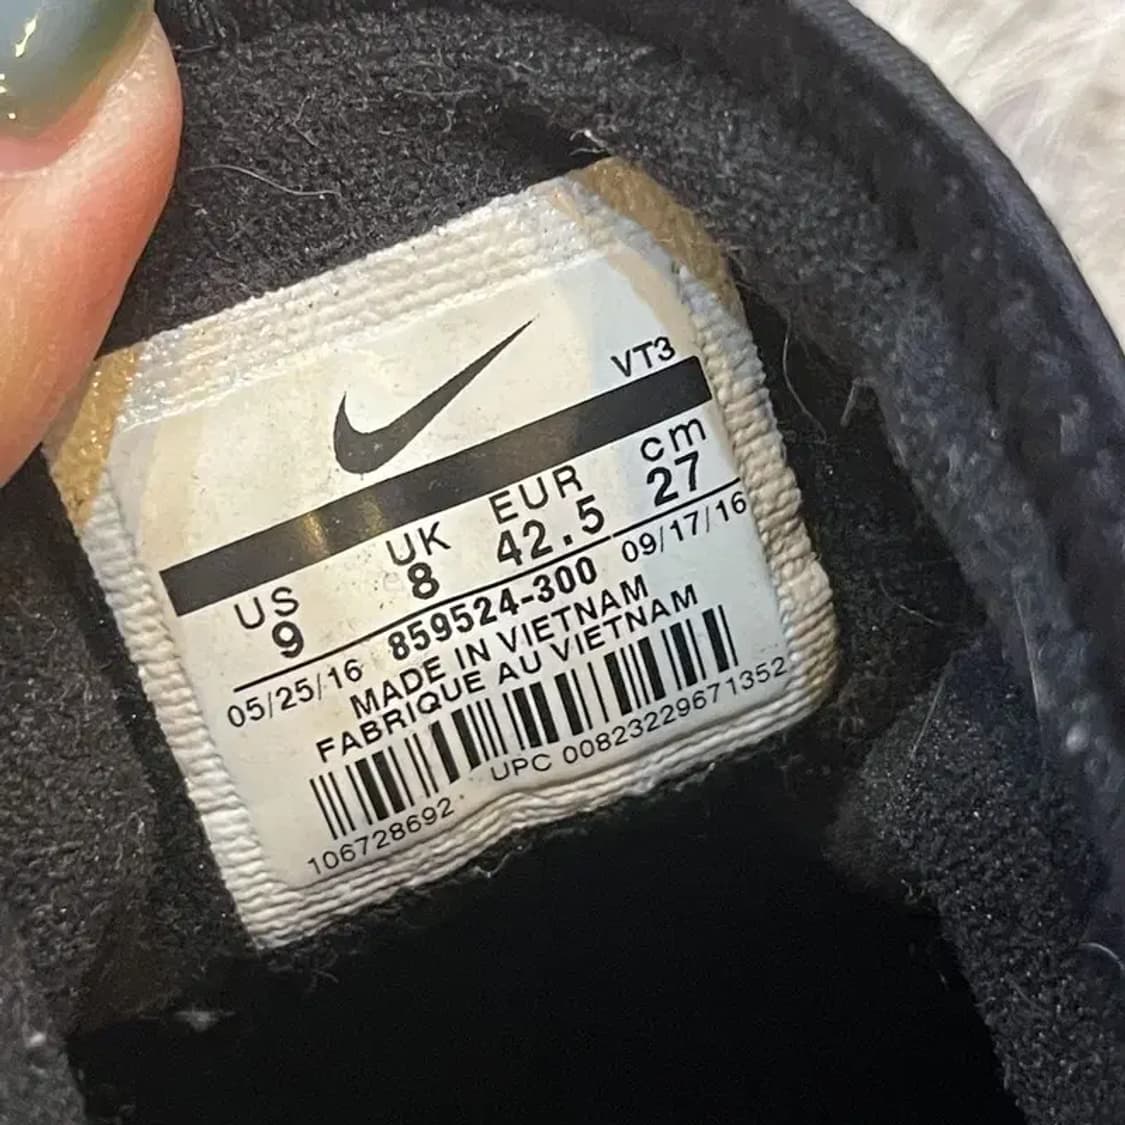 VT3
US UK EUR cm
9 8 42.5 27
05/25/16 859524-300 09/17/16
MADE IN VIETNAM
FABRIQUE AU VIETNAM
106728692 UPC 00823229671352